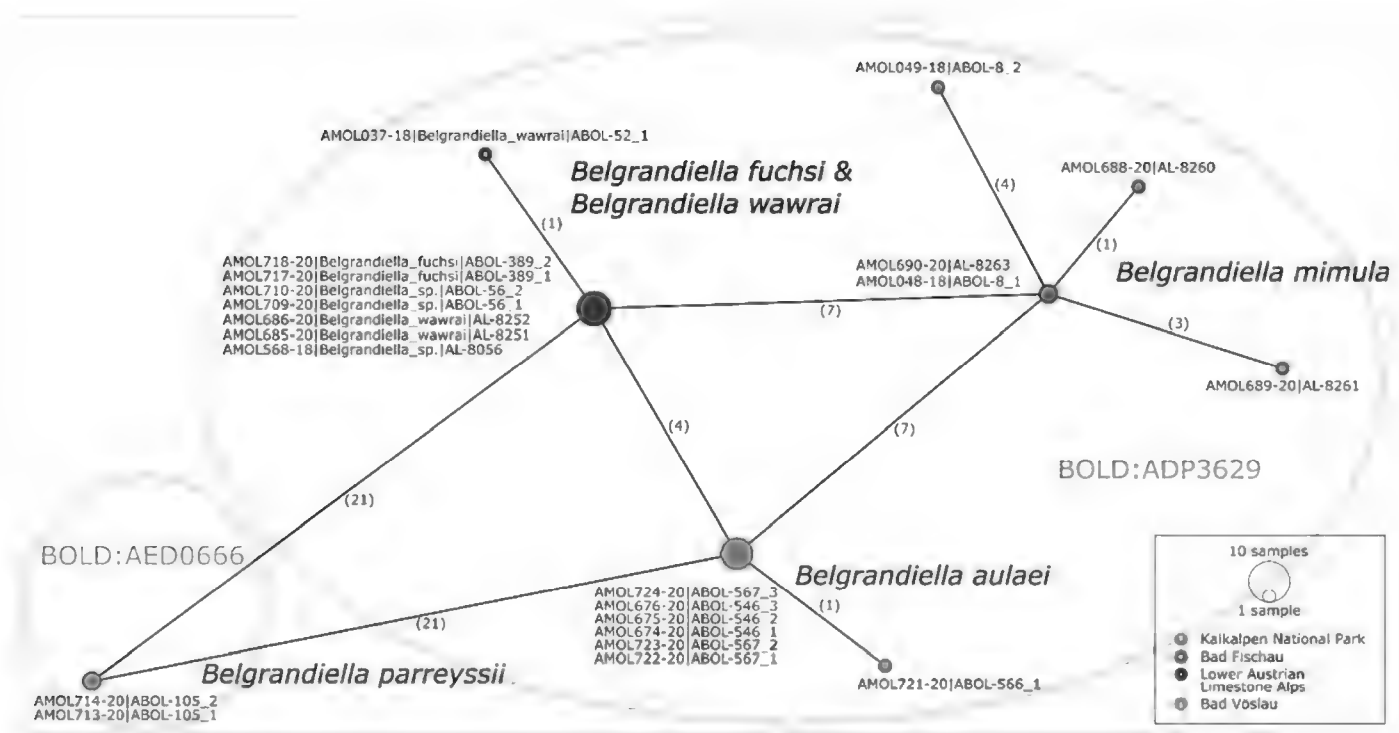 AMOL049-18|ABOL-8_2
AMOL037-18|Belgrandiella_wawrai|ABOL-52_1
Belgrandiella fuchsi &
Belgrandiella wawrai
AMOL688-20|AL-8260
(4)
(1)
(1)
AMOL718-20|Belgrandiella_fuchsi|ABOL-389_2
AMOL717-20|Belgrandiella_fuchsi|ABOL-389_1
AMOL710-20|Belgrandiella_sp.|ABOL-56_2
AMOL709-20|Belgrandiella_sp.|ABOL-56_1
AMOL686-20|Belgrandiella_wawrai|AL-8252
AMOL685-20|Belgrandiella_wawrai|AL-8251
AMOL568-18|Belgrandiella_sp.|AL-8056
AMOL690-20|AL-8263
AMOL048-18|ABOL-8_1
Belgrandiella mimula
(7)
(3)
AMOL689-20|AL-8261
(4)
(7)
BOLD:ADP3629
(21)
BOLD:AED0666
Belgrandiella aulaei
AMOL724-20|ABOL-567_3
AMOL676-20|ABOL-546_3
AMOL675-20|ABOL-546_2
AMOL674-20|ABOL-546_1
AMOL723-20|ABOL-567_2
AMOL722-20|ABOL-567_1
(1)
(21)
AMOL721-20|ABOL-566_1
Belgrandiella parreyssii
AMOL714-20|ABOL-105_2
AMOL713-20|ABOL-105_1
10 samples
1 sample
Kalkalpen National Park
Bad Fischau
Lower Austrian
Limestone Alps
Bad Vöslau